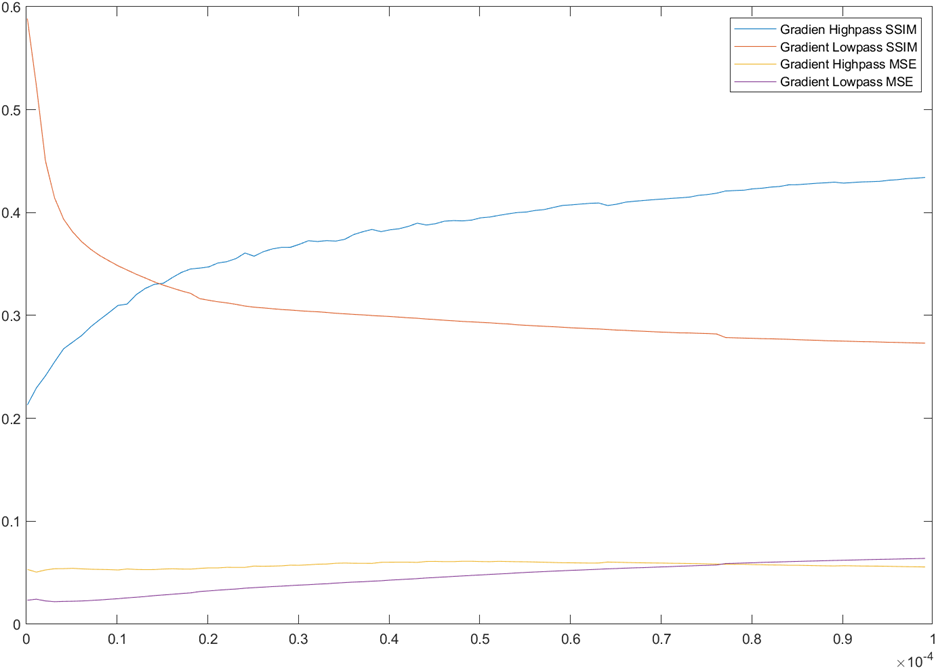 0.6
0.5
0.4
0.3
0.2
0.1
0
Gradien Highpass SSIM
Gradient Lowpass SSIM
Gradient Highpass MSE
Gradient Lowpass MSE
0 0.1 0.2 0.3 0.4 0.5 0.6 0.7 0.8 0.9 1
×10⁻⁴